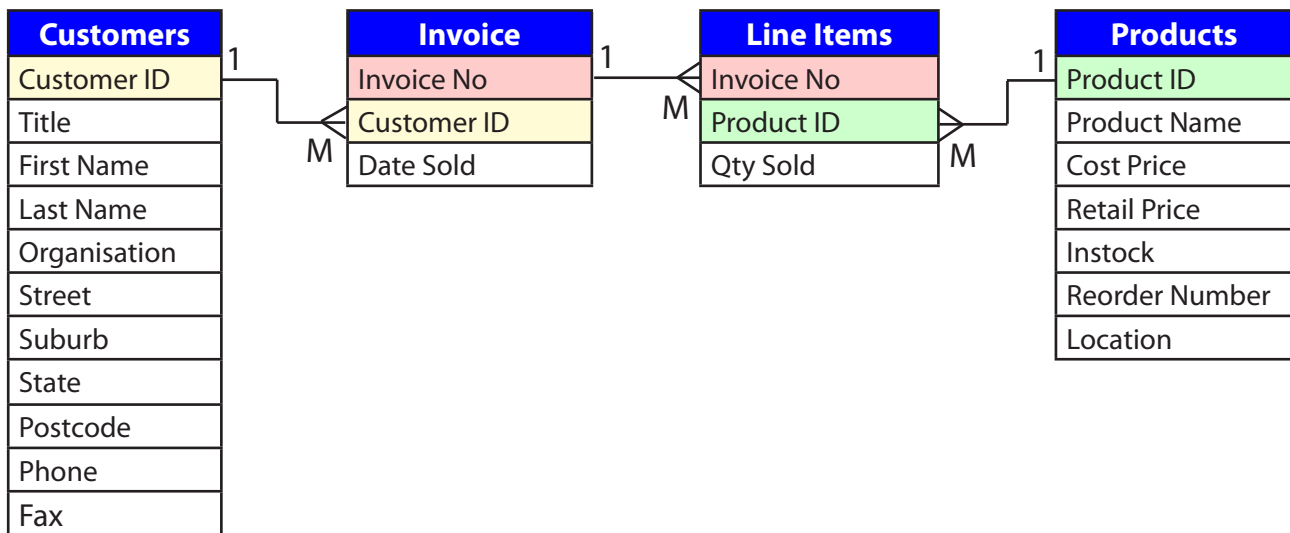 Customers
Customer ID
Title
First Name
Last Name
Organisation
Street
Suburb
State
Postcode
Phone
Fax
1
M
Invoice
Invoice No
Customer ID
Date Sold
1
M
Line Items
Invoice No
Product ID
Qty Sold
M
1
Products
Product ID
Product Name
Cost Price
Retail Price
Instock
Reorder Number
Location